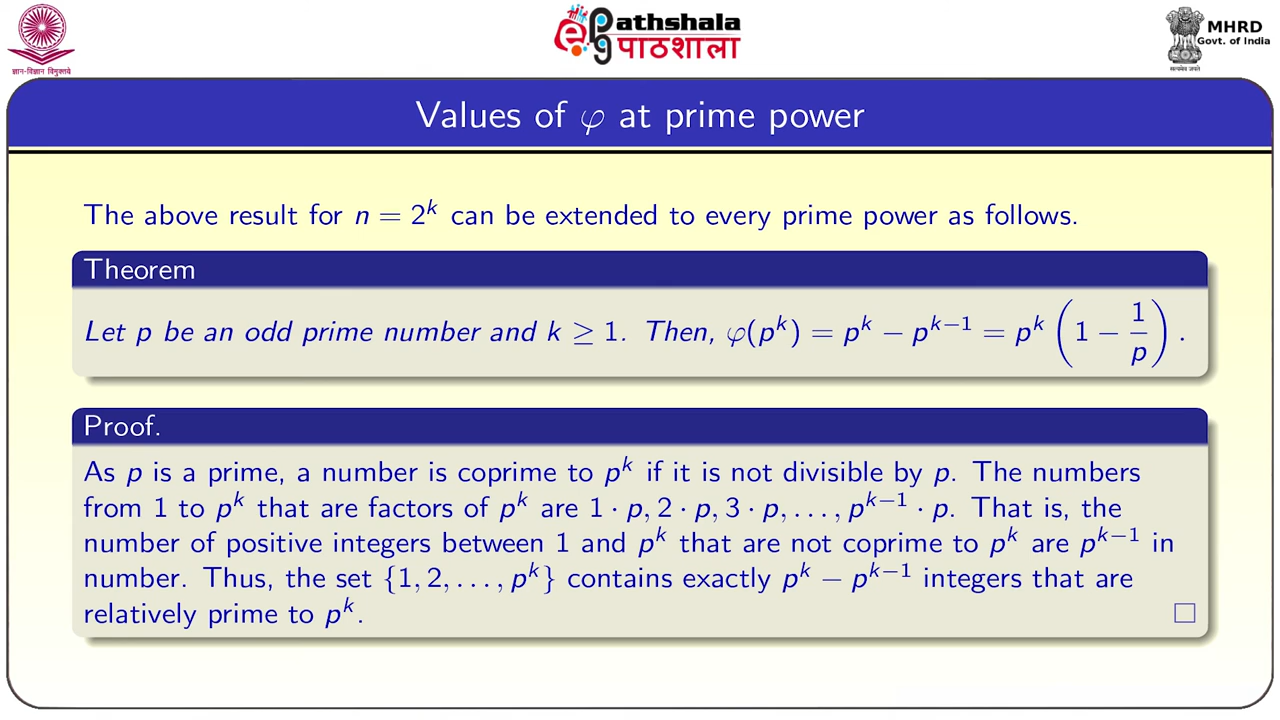 ज्ञान-विज्ञान विमुक्तये
ePGpathshala
पाठशाला
MHRD
Govt. of India
सत्यमेव जयते
Values of φ at prime power
The above result for n = 2^k can be extended to every prime power as follows.
Theorem
Let p be an odd prime number and k ≥ 1. Then, φ(p^k) = p^k − p^{k−1} = p^k (1 − 1/p).
Proof.
As p is a prime, a number is coprime to p^k if it is not divisible by p. The numbers
from 1 to p^k that are factors of p^k are 1 · p, 2 · p, 3 · p, . . . , p^{k−1} · p. That is, the
number of positive integers between 1 and p^k that are not coprime to p^k are p^{k−1} in
number. Thus, the set {1, 2, . . . , p^k} contains exactly p^k − p^{k−1} integers that are
relatively prime to p^k. □